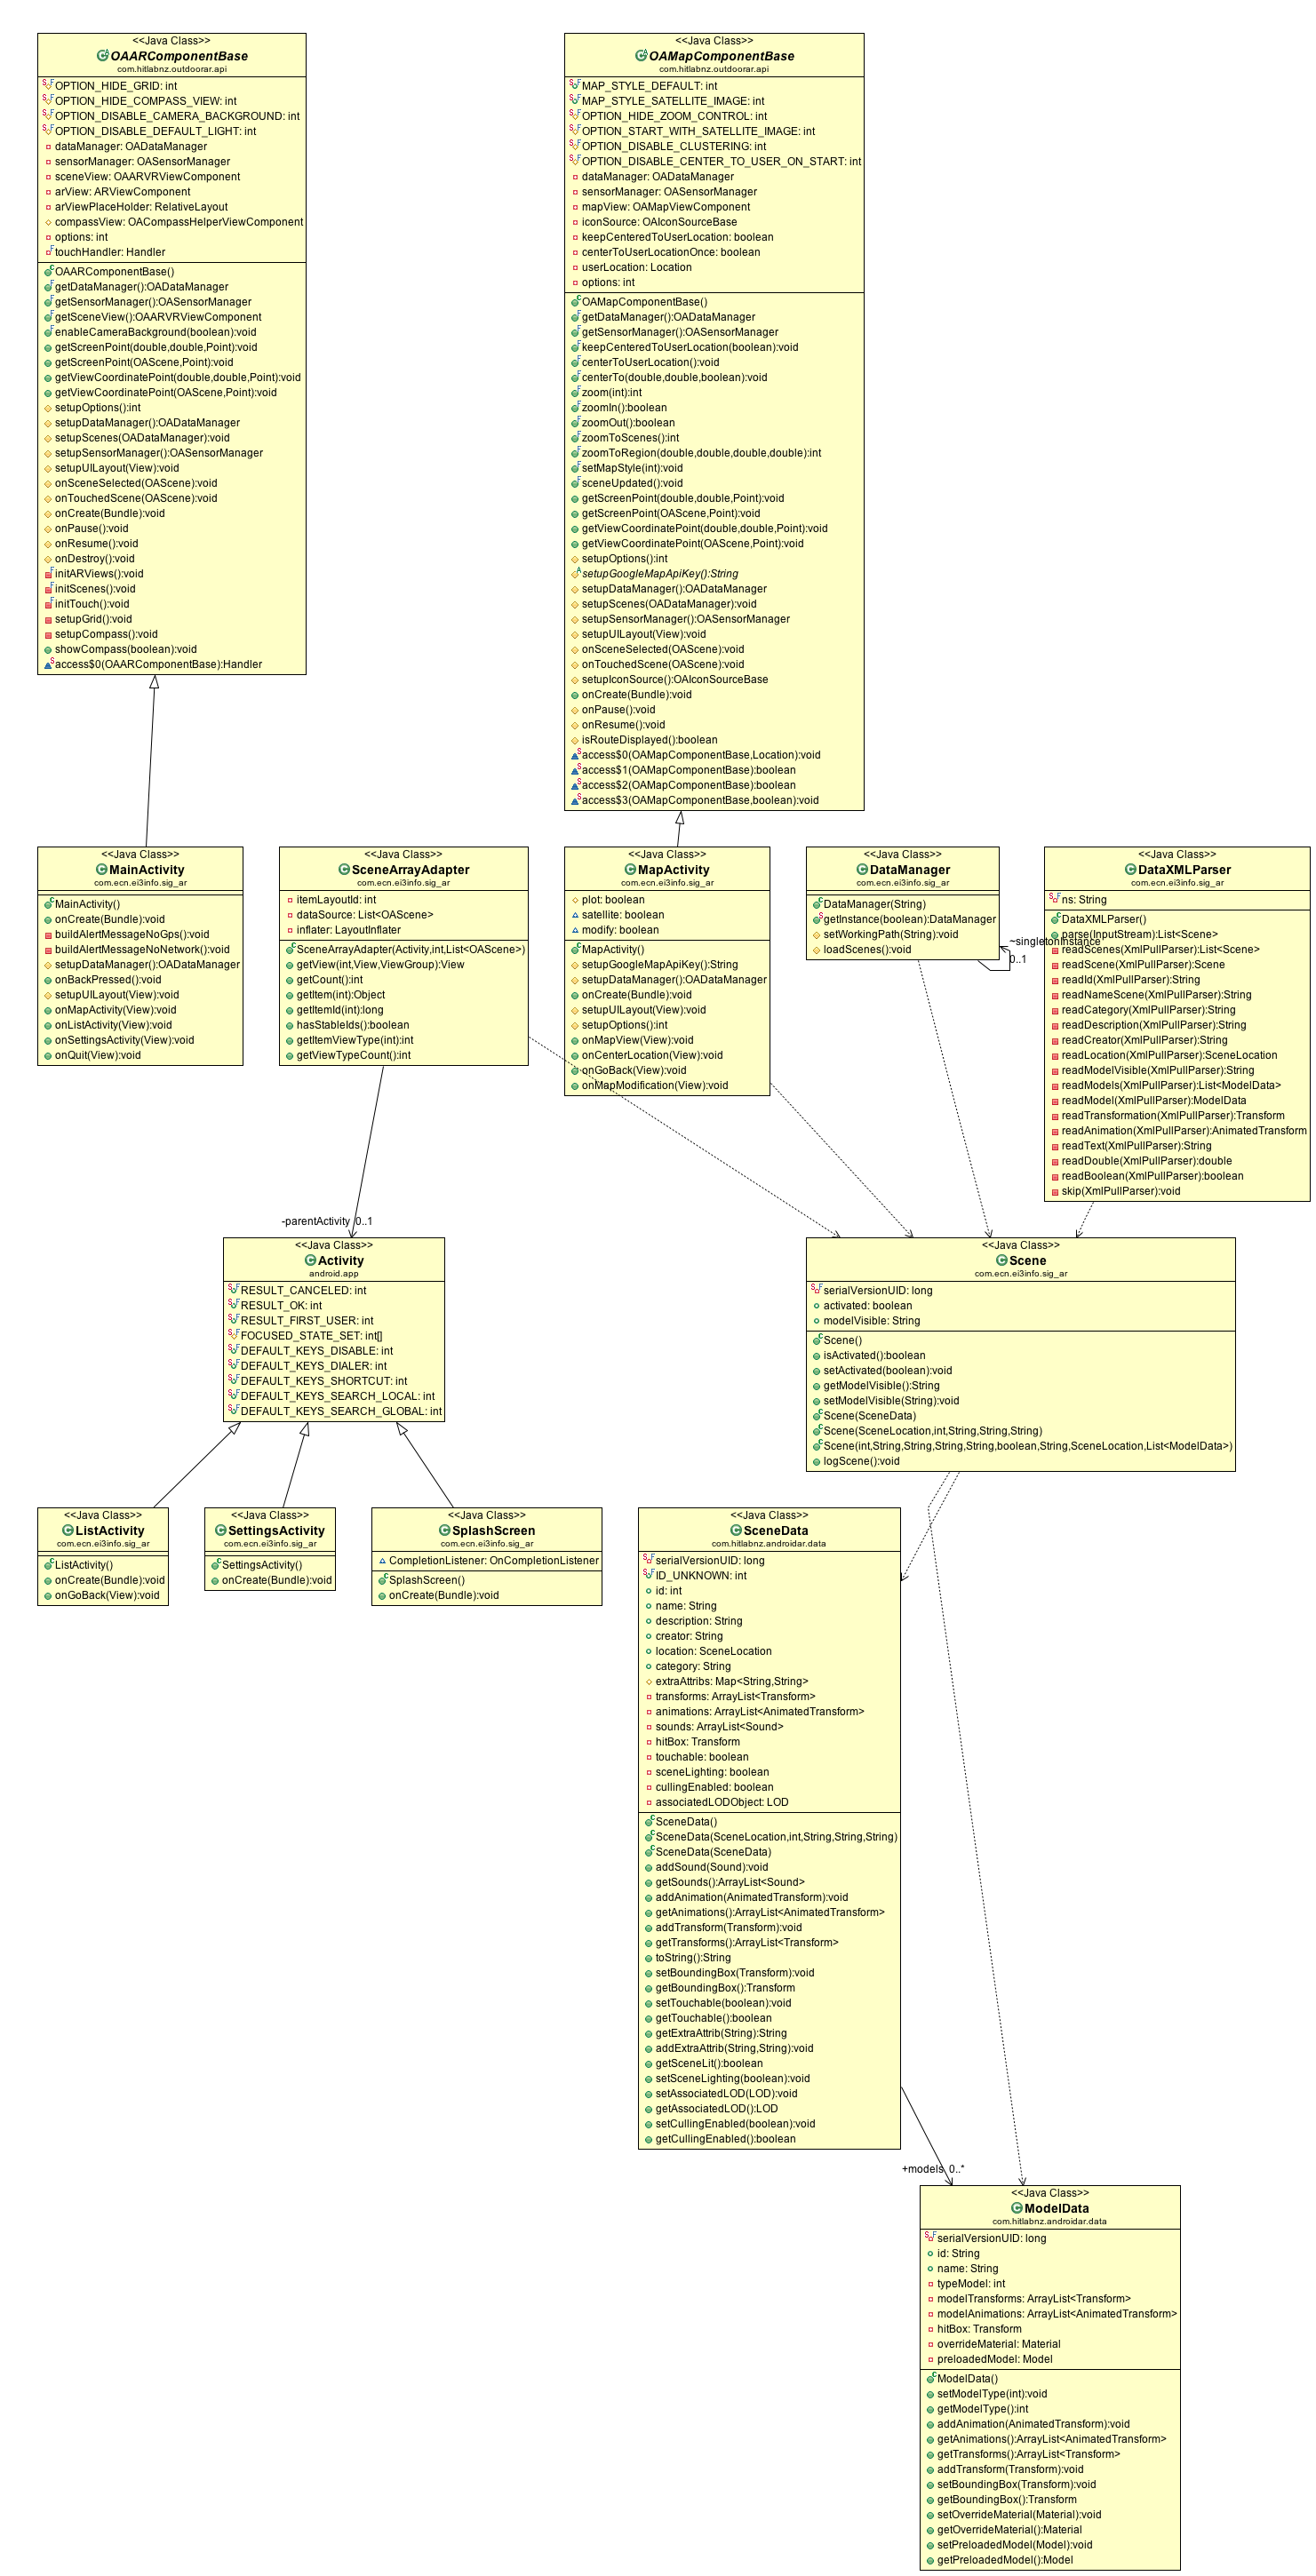 <<Java Class>>
OAARComponentBase
com.hitlabnz.outdoorar.api
OPTION_HIDE_GRID: int
OPTION_HIDE_COMPASS_VIEW: int
OPTION_DISABLE_CAMERA_BACKGROUND: int
OPTION_DISABLE_DEFAULT_LIGHT: int
dataManager: OADataManager
sensorManager: OASensorManager
sceneView: OAARVRViewComponent
arView: ARViewComponent
arViewPlaceHolder: RelativeLayout
compassView: OACompassHelperViewComponent
options: int
touchHandler: Handler
OAARComponentBase()
getDataManager():OADataManager
getSensorManager():OASensorManager
getSceneView():OAARVRViewComponent
enableCameraBackground(boolean):void
getScreenPoint(double,double,Point):void
getScreenPoint(OAScene,Point):void
getViewCoordinatePoint(double,double,Point):void
getViewCoordinatePoint(OAScene,Point):void
setupOptions():int
setupDataManager():OADataManager
setupScenes(OADataManager):void
setupSensorManager():OASensorManager
setupUILayout(View):void
onSceneSelected(OAScene):void
onTouchedScene(OAScene):void
onCreate(Bundle):void
onPause():void
onResume():void
onDestroy():void
initARViews():void
initScenes():void
initTouch():void
setupGrid():void
setupCompass():void
showCompass(boolean):void
access$0(OAARComponentBase):Handler
<<Java Class>>
OAMapComponentBase
com.hitlabnz.outdoorar.api
MAP_STYLE_DEFAULT: int
MAP_STYLE_SATELLITE_IMAGE: int
OPTION_HIDE_ZOOM_CONTROL: int
OPTION_START_WITH_SATELLITE_IMAGE: int
OPTION_DISABLE_CLUSTERING: int
OPTION_DISABLE_CENTER_TO_USER_ON_START: int
dataManager: OADataManager
sensorManager: OASensorManager
mapView: OAMapViewComponent
iconSource: OAIconSourceBase
keepCenteredToUserLocation: boolean
centerToUserLocationOnce: boolean
userLocation: Location
options: int
OAMapComponentBase()
getDataManager():OADataManager
getSensorManager():OASensorManager
keepCenteredToUserLocation(boolean):void
centerToUserLocation():void
centerTo(double,double,boolean):void
zoom(int):int
zoomIn():boolean
zoomOut():boolean
zoomToScenes():int
zoomToRegion(double,double,double,double):int
setMapStyle(int):void
sceneUpdated():void
getScreenPoint(double,double,Point):void
getScreenPoint(OAScene,Point):void
getViewCoordinatePoint(double,double,Point):void
getViewCoordinatePoint(OAScene,Point):void
setupOptions():int
setupGoogleMapApiKey():String
setupDataManager():OADataManager
setupScenes(OADataManager):void
setupSensorManager():OASensorManager
setupUILayout(View):void
onSceneSelected(OAScene):void
onTouchedScene(OAScene):void
setupIconSource():OAIconSourceBase
onCreate(Bundle):void
onPause():void
onResume():void
isRouteDisplayed():boolean
access$0(OAMapComponentBase,Location):void
access$1(OAMapComponentBase):boolean
access$2(OAMapComponentBase):boolean
access$3(OAMapComponentBase,boolean):void
<<Java Class>>
MainActivity
com.ecn.ei3info.sig_ar
MainActivity()
onCreate(Bundle):void
buildAlertMessageNoGps():void
buildAlertMessageNoNetwork():void
setupDataManager():OADataManager
onBackPressed():void
setupUILayout(View):void
onMapActivity(View):void
onListActivity(View):void
onSettingsActivity(View):void
onQuit(View):void
<<Java Class>>
SceneArrayAdapter
com.ecn.ei3info.sig_ar
itemLayoutId: int
dataSource: List<OAScene>
inflater: LayoutInflater
SceneArrayAdapter(Activity,int,List<OAScene>)
getView(int,View,ViewGroup):View
getCount():int
getItem(int):Object
getItemId(int):long
hasStableIds():boolean
getItemViewType(int):int
getViewTypeCount():int
<<Java Class>>
MapActivity
com.ecn.ei3info.sig_ar
plot: boolean
satellite: boolean
modify: boolean
MapActivity()
setupGoogleMapApiKey():String
setupDataManager():OADataManager
onCreate(Bundle):void
setupUILayout(View):void
setupOptions():int
onMapView(View):void
onCenterLocation(View):void
onGoBack(View):void
onMapModification(View):void
<<Java Class>>
DataManager
com.ecn.ei3info.sig_ar
DataManager(String)
getInstance(boolean):DataManager
setWorkingPath(String):void
loadScenes():void
~singletonInstance
0..1
<<Java Class>>
DataXMLParser
com.ecn.ei3info.sig_ar
ns: String
DataXMLParser()
parse(InputStream):List<Scene>
readScenes(XmlPullParser):List<Scene>
readScene(XmlPullParser):Scene
readId(XmlPullParser):String
readNameScene(XmlPullParser):String
readCategory(XmlPullParser):String
readDescription(XmlPullParser):String
readCreator(XmlPullParser):String
readLocation(XmlPullParser):SceneLocation
readModelVisible(XmlPullParser):String
readModels(XmlPullParser):List<ModelData>
readModel(XmlPullParser):ModelData
readTransformation(XmlPullParser):Transform
readAnimation(XmlPullParser):AnimatedTransform
readText(XmlPullParser):String
readDouble(XmlPullParser):double
readBoolean(XmlPullParser):boolean
skip(XmlPullParser):void
-parentActivity 0..1
<<Java Class>>
Activity
android.app
RESULT_CANCELED: int
RESULT_OK: int
RESULT_FIRST_USER: int
FOCUSED_STATE_SET: int[]
DEFAULT_KEYS_DISABLE: int
DEFAULT_KEYS_DIALER: int
DEFAULT_KEYS_SHORTCUT: int
DEFAULT_KEYS_SEARCH_LOCAL: int
DEFAULT_KEYS_SEARCH_GLOBAL: int
<<Java Class>>
Scene
com.ecn.ei3info.sig_ar
serialVersionUID: long
activated: boolean
modelVisible: String
Scene()
isActivated():boolean
setActivated(boolean):void
getModelVisible():String
setModelVisible(String):void
Scene(SceneData)
Scene(SceneLocation,int,String,String,String)
Scene(int,String,String,String,String,boolean,String,SceneLocation,List<ModelData>)
logScene():void
<<Java Class>>
ListActivity
com.ecn.ei3info.sig_ar
ListActivity()
onCreate(Bundle):void
onGoBack(View):void
<<Java Class>>
SettingsActivity
com.ecn.ei3info.sig_ar
SettingsActivity()
onCreate(Bundle):void
<<Java Class>>
SplashScreen
com.ecn.ei3info.sig_ar
CompletionListener: OnCompletionListener
SplashScreen()
onCreate(Bundle):void
<<Java Class>>
SceneData
com.hitlabnz.androidar.data
serialVersionUID: long
ID_UNKNOWN: int
id: int
name: String
description: String
creator: String
location: SceneLocation
category: String
extraAttribs: Map<String,String>
transforms: ArrayList<Transform>
animations: ArrayList<AnimatedTransform>
sounds: ArrayList<Sound>
hitBox: Transform
touchable: boolean
sceneLighting: boolean
cullingEnabled: boolean
associatedLODObject: LOD
SceneData()
SceneData(SceneLocation,int,String,String,String)
SceneData(SceneData)
addSound(Sound):void
getSounds():ArrayList<Sound>
addAnimation(AnimatedTransform):void
getAnimations():ArrayList<AnimatedTransform>
addTransform(Transform):void
getTransforms():ArrayList<Transform>
toString():String
setBoundingBox(Transform):void
getBoundingBox():Transform
setTouchable(boolean):void
getTouchable():boolean
getExtraAttrib(String):String
addExtraAttrib(String,String):void
getSceneLit():boolean
setSceneLighting(boolean):void
setAssociatedLOD(LOD):void
getAssociatedLOD():LOD
setCullingEnabled(boolean):void
getCullingEnabled():boolean
+models 0..*
<<Java Class>>
ModelData
com.hitlabnz.androidar.data
serialVersionUID: long
id: String
name: String
typeModel: int
modelTransforms: ArrayList<Transform>
modelAnimations: ArrayList<AnimatedTransform>
hitBox: Transform
overrideMaterial: Material
preloadedModel: Model
ModelData()
setModelType(int):void
getModelType():int
addAnimation(AnimatedTransform):void
getAnimations():ArrayList<AnimatedTransform>
getTransforms():ArrayList<Transform>
addTransform(Transform):void
setBoundingBox(Transform):void
getBoundingBox():Transform
setOverrideMaterial(Material):void
getOverrideMaterial():Material
setPreloadedModel(Model):void
getPreloadedModel():Model